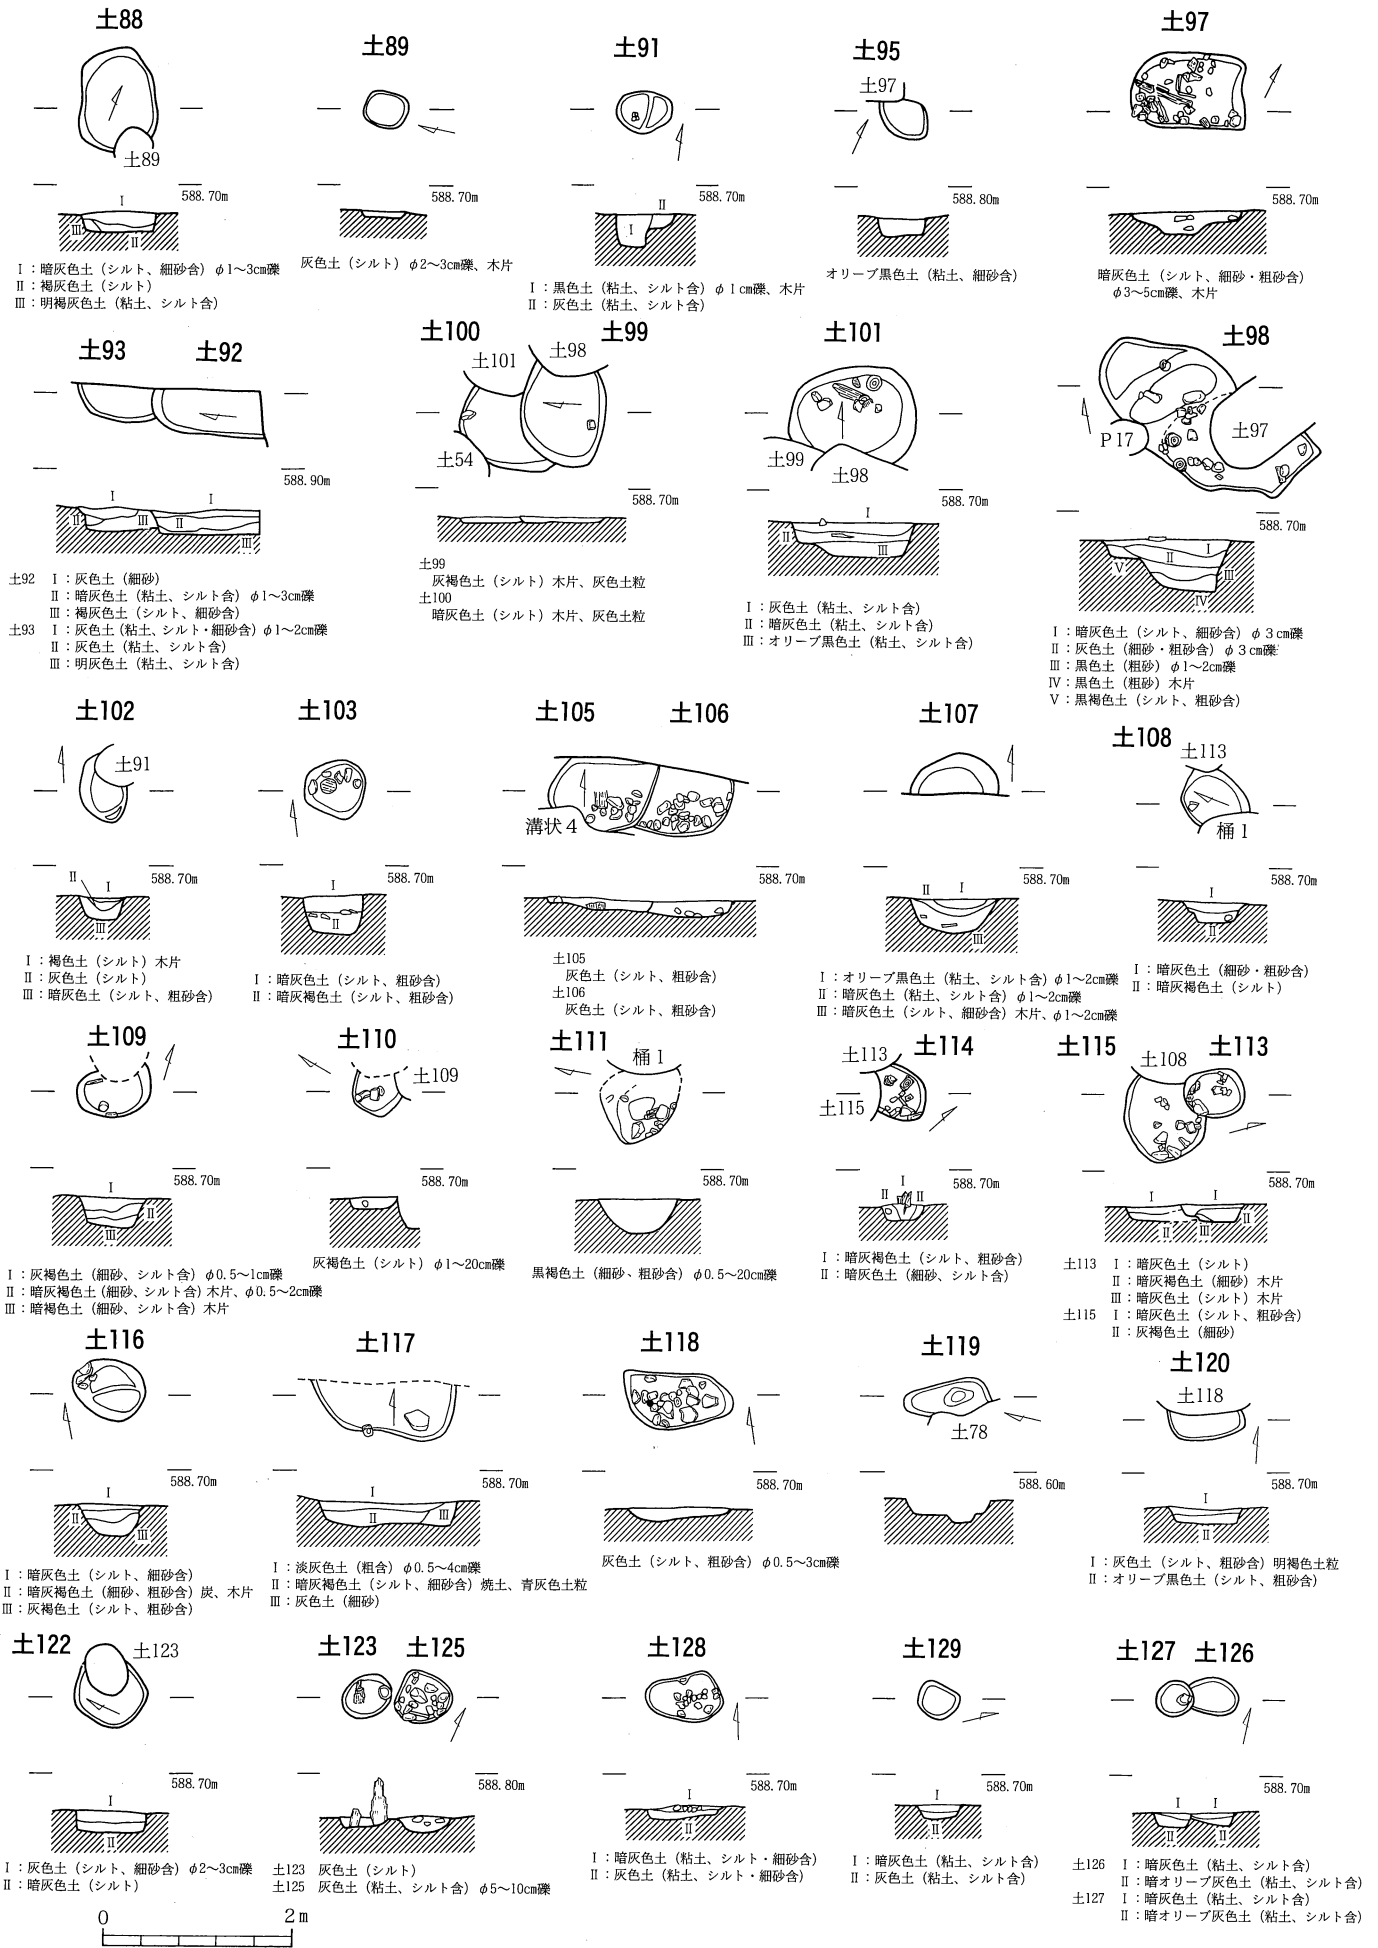 土88
土89
588.70m
Ⅰ
Ⅲ
Ⅱ
Ⅰ：暗灰色土（シルト、細砂含）φ1〜3cm礫
Ⅱ：褐灰色土（シルト）
Ⅲ：明褐灰色土（粘土、シルト含）
土89
588.70m
灰色土（シルト）φ2〜3cm礫、木片
土91
588.70m
Ⅱ
Ⅰ
Ⅰ：黒色土（粘土、シルト含）φ1cm礫、木片
Ⅱ：灰色土（粘土、シルト含）
土95
土97
588.80m
オリーブ黒色土（粘土、細砂含）
土97
588.70m
暗灰色土（シルト、細砂・粗砂含）
φ3〜5cm礫、木片
土93
土92
588.90m
Ⅰ
Ⅰ
Ⅱ
Ⅲ
Ⅱ
Ⅲ
土92　Ⅰ：灰色土（細砂）
Ⅱ：暗灰色土（粘土、シルト含）φ1〜3cm礫
Ⅲ：褐灰色土（シルト、細砂含）
土93　Ⅰ：灰色土（粘土、シルト・細砂含）φ1〜2cm礫
Ⅱ：灰色土（粘土、シルト含）
Ⅲ：明灰色土（粘土、シルト含）
土100
土99
土101
土98
土54
588.70m
土99
灰褐色土（シルト）木片、灰色土粒
土100
暗灰色土（シルト）木片、灰色土粒
土101
土99
土98
588.70m
Ⅰ
Ⅱ
Ⅲ
Ⅰ：灰色土（粘土、シルト含）
Ⅱ：暗灰色土（粘土、シルト含）
Ⅲ：オリーブ黒色土（粘土、シルト含）
土98
P17
土97
588.70m
Ⅰ
Ⅱ
Ⅴ
Ⅲ
Ⅳ
Ⅰ：暗灰色土（シルト、細砂含）φ3cm礫
Ⅱ：灰色土（細砂・粗砂含）φ3cm礫
Ⅲ：黒色土（粗砂）φ1〜2cm礫
Ⅳ：黒色土（粗砂）木片
Ⅴ：黒褐色土（シルト、粗砂含）
土102
土91
588.70m
Ⅱ
Ⅰ
Ⅲ
Ⅰ：褐色土（シルト）木片
Ⅱ：灰色土（シルト）
Ⅲ：暗灰色土（シルト、粗砂含）
土103
588.70m
Ⅰ
Ⅱ
Ⅰ：暗灰色土（シルト、粗砂含）
Ⅱ：暗灰褐色土（シルト、粗砂含）
土105
土106
溝状4
588.70m
土105
灰色土（シルト、粗砂含）
土106
灰色土（シルト、粗砂含）
土107
588.70m
Ⅱ
Ⅰ
Ⅲ
Ⅰ：オリーブ黒色土（粘土、シルト含）φ1〜2cm礫
Ⅱ：暗灰色土（粘土、シルト含）φ1〜2cm礫
Ⅲ：暗灰色土（シルト、細砂含）木片、φ1〜2cm礫
土108
土113
桶1
588.70m
Ⅰ
Ⅱ
Ⅰ：暗灰色土（細砂・粗砂含）
Ⅱ：暗灰褐色土（シルト）
土109
588.70m
Ⅰ
Ⅱ
Ⅲ
Ⅰ：灰褐色土（細砂、シルト含）φ0.5〜1cm礫
Ⅱ：暗灰褐色土（細砂、シルト含）木片、φ0.5〜2cm礫
Ⅲ：暗褐色土（細砂、シルト含）木片
土110
土109
588.70m
灰褐色土（シルト）φ1〜20cm礫
土111
桶1
588.70m
黒褐色土（細砂、粗砂含）φ0.5〜20cm礫
土114
土113
土115
588.70m
Ⅰ
Ⅱ
Ⅱ
Ⅰ：暗灰褐色土（シルト、粗砂含）
Ⅱ：暗灰色土（細砂、シルト含）
土115
土113
土108
588.70m
Ⅰ
Ⅰ
Ⅱ
Ⅲ
Ⅱ
土113　Ⅰ：暗灰色土（シルト）
Ⅱ：暗灰褐色土（細砂）木片
Ⅲ：暗灰色土（シルト）木片
土115　Ⅰ：暗灰色土（シルト、粗砂含）
Ⅱ：灰褐色土（細砂）
土116
588.70m
Ⅰ
Ⅱ
Ⅲ
Ⅰ：暗灰色土（シルト、細砂含）
Ⅱ：暗灰褐色土（細砂、粗砂含）炭、木片
Ⅲ：灰褐色土（シルト、粗砂含）
土117
588.70m
Ⅰ
Ⅱ
Ⅲ
Ⅰ：淡灰色土（粗含）φ0.5〜4cm礫
Ⅱ：暗灰褐色土（シルト、細砂含）焼土、青灰色土粒
Ⅲ：灰色土（細砂）
土118
588.70m
灰色土（シルト、粗砂含）φ0.5〜3cm礫
土119
土78
588.60m
土120
土118
588.70m
Ⅰ
Ⅱ
Ⅰ：灰色土（シルト、粗砂含）明褐色土粒
Ⅱ：オリーブ黒色土（シルト、粗砂含）
土122
土123
588.70m
Ⅰ
Ⅱ
Ⅰ：灰色土（シルト、細砂含）φ2〜3cm礫
Ⅱ：暗灰色土（シルト）
土123
土125
588.80m
土123　灰色土（シルト）
土125　灰色土（粘土、シルト含）φ5〜10cm礫
土128
588.70m
Ⅰ
Ⅱ
Ⅰ：暗灰色土（粘土、シルト・細砂含）
Ⅱ：灰色土（粘土、シルト・細砂含）
土129
588.70m
Ⅰ
Ⅱ
Ⅰ：暗灰色土（粘土、シルト含）
Ⅱ：灰色土（粘土、シルト含）
土127
土126
588.70m
Ⅰ
Ⅰ
Ⅱ
Ⅱ
土126　Ⅰ：暗灰色土（粘土、シルト含）
Ⅱ：暗オリーブ灰色土（粘土、シルト含）
土127　Ⅰ：暗灰色土（粘土、シルト含）
Ⅱ：暗オリーブ灰色土（粘土、シルト含）
0
2m